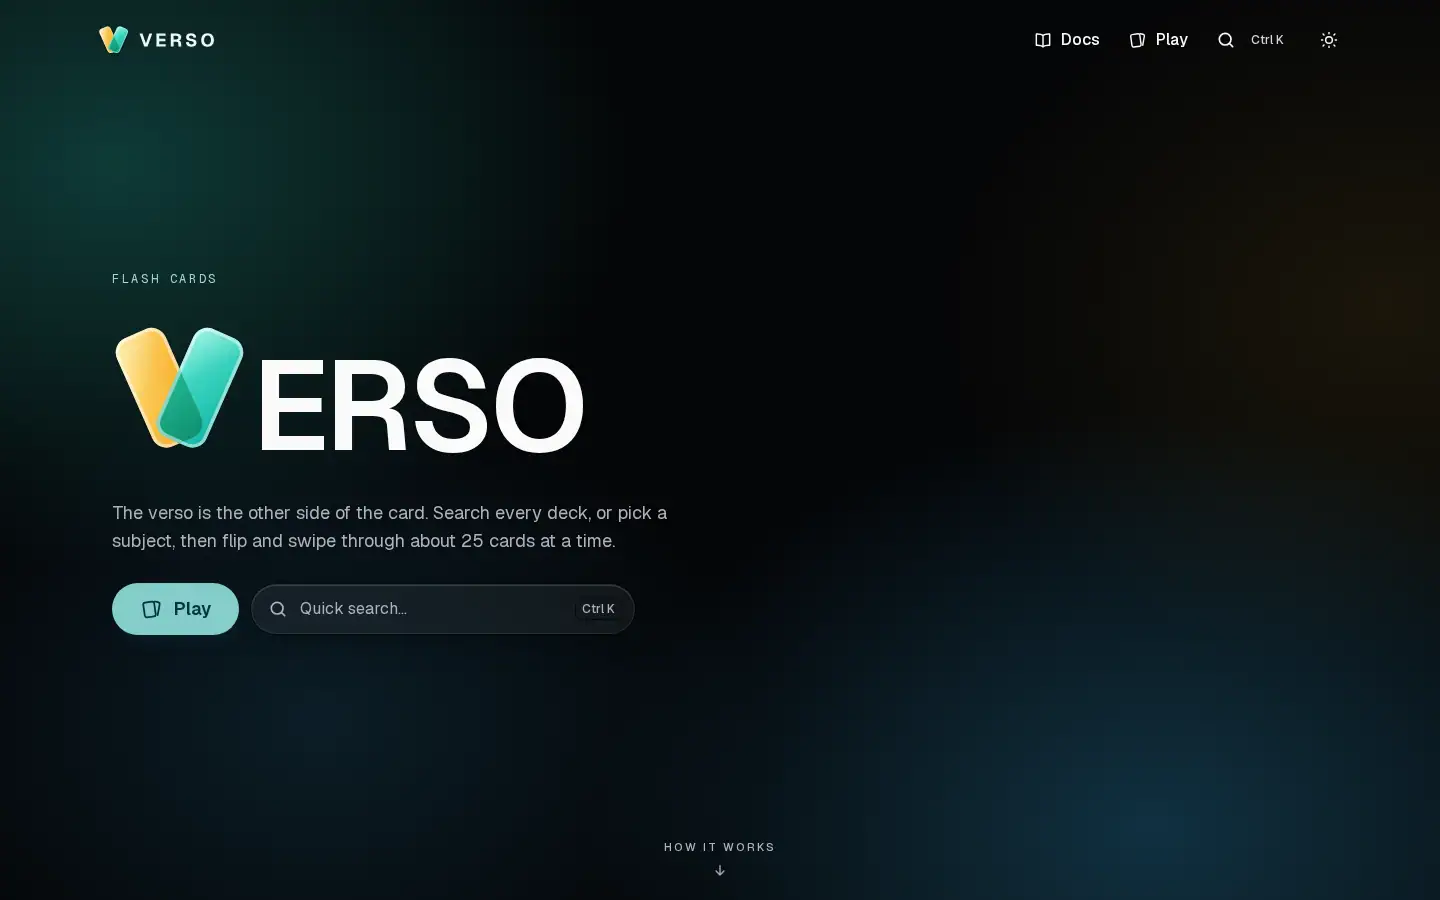 VERSO
Docs
Play
Ctrl K
FLASH CARDS
VERSO
The verso is the other side of the card. Search every deck, or pick a
subject, then flip and swipe through about 25 cards at a time.
Play
Quick search...
Ctrl K
HOW IT WORKS